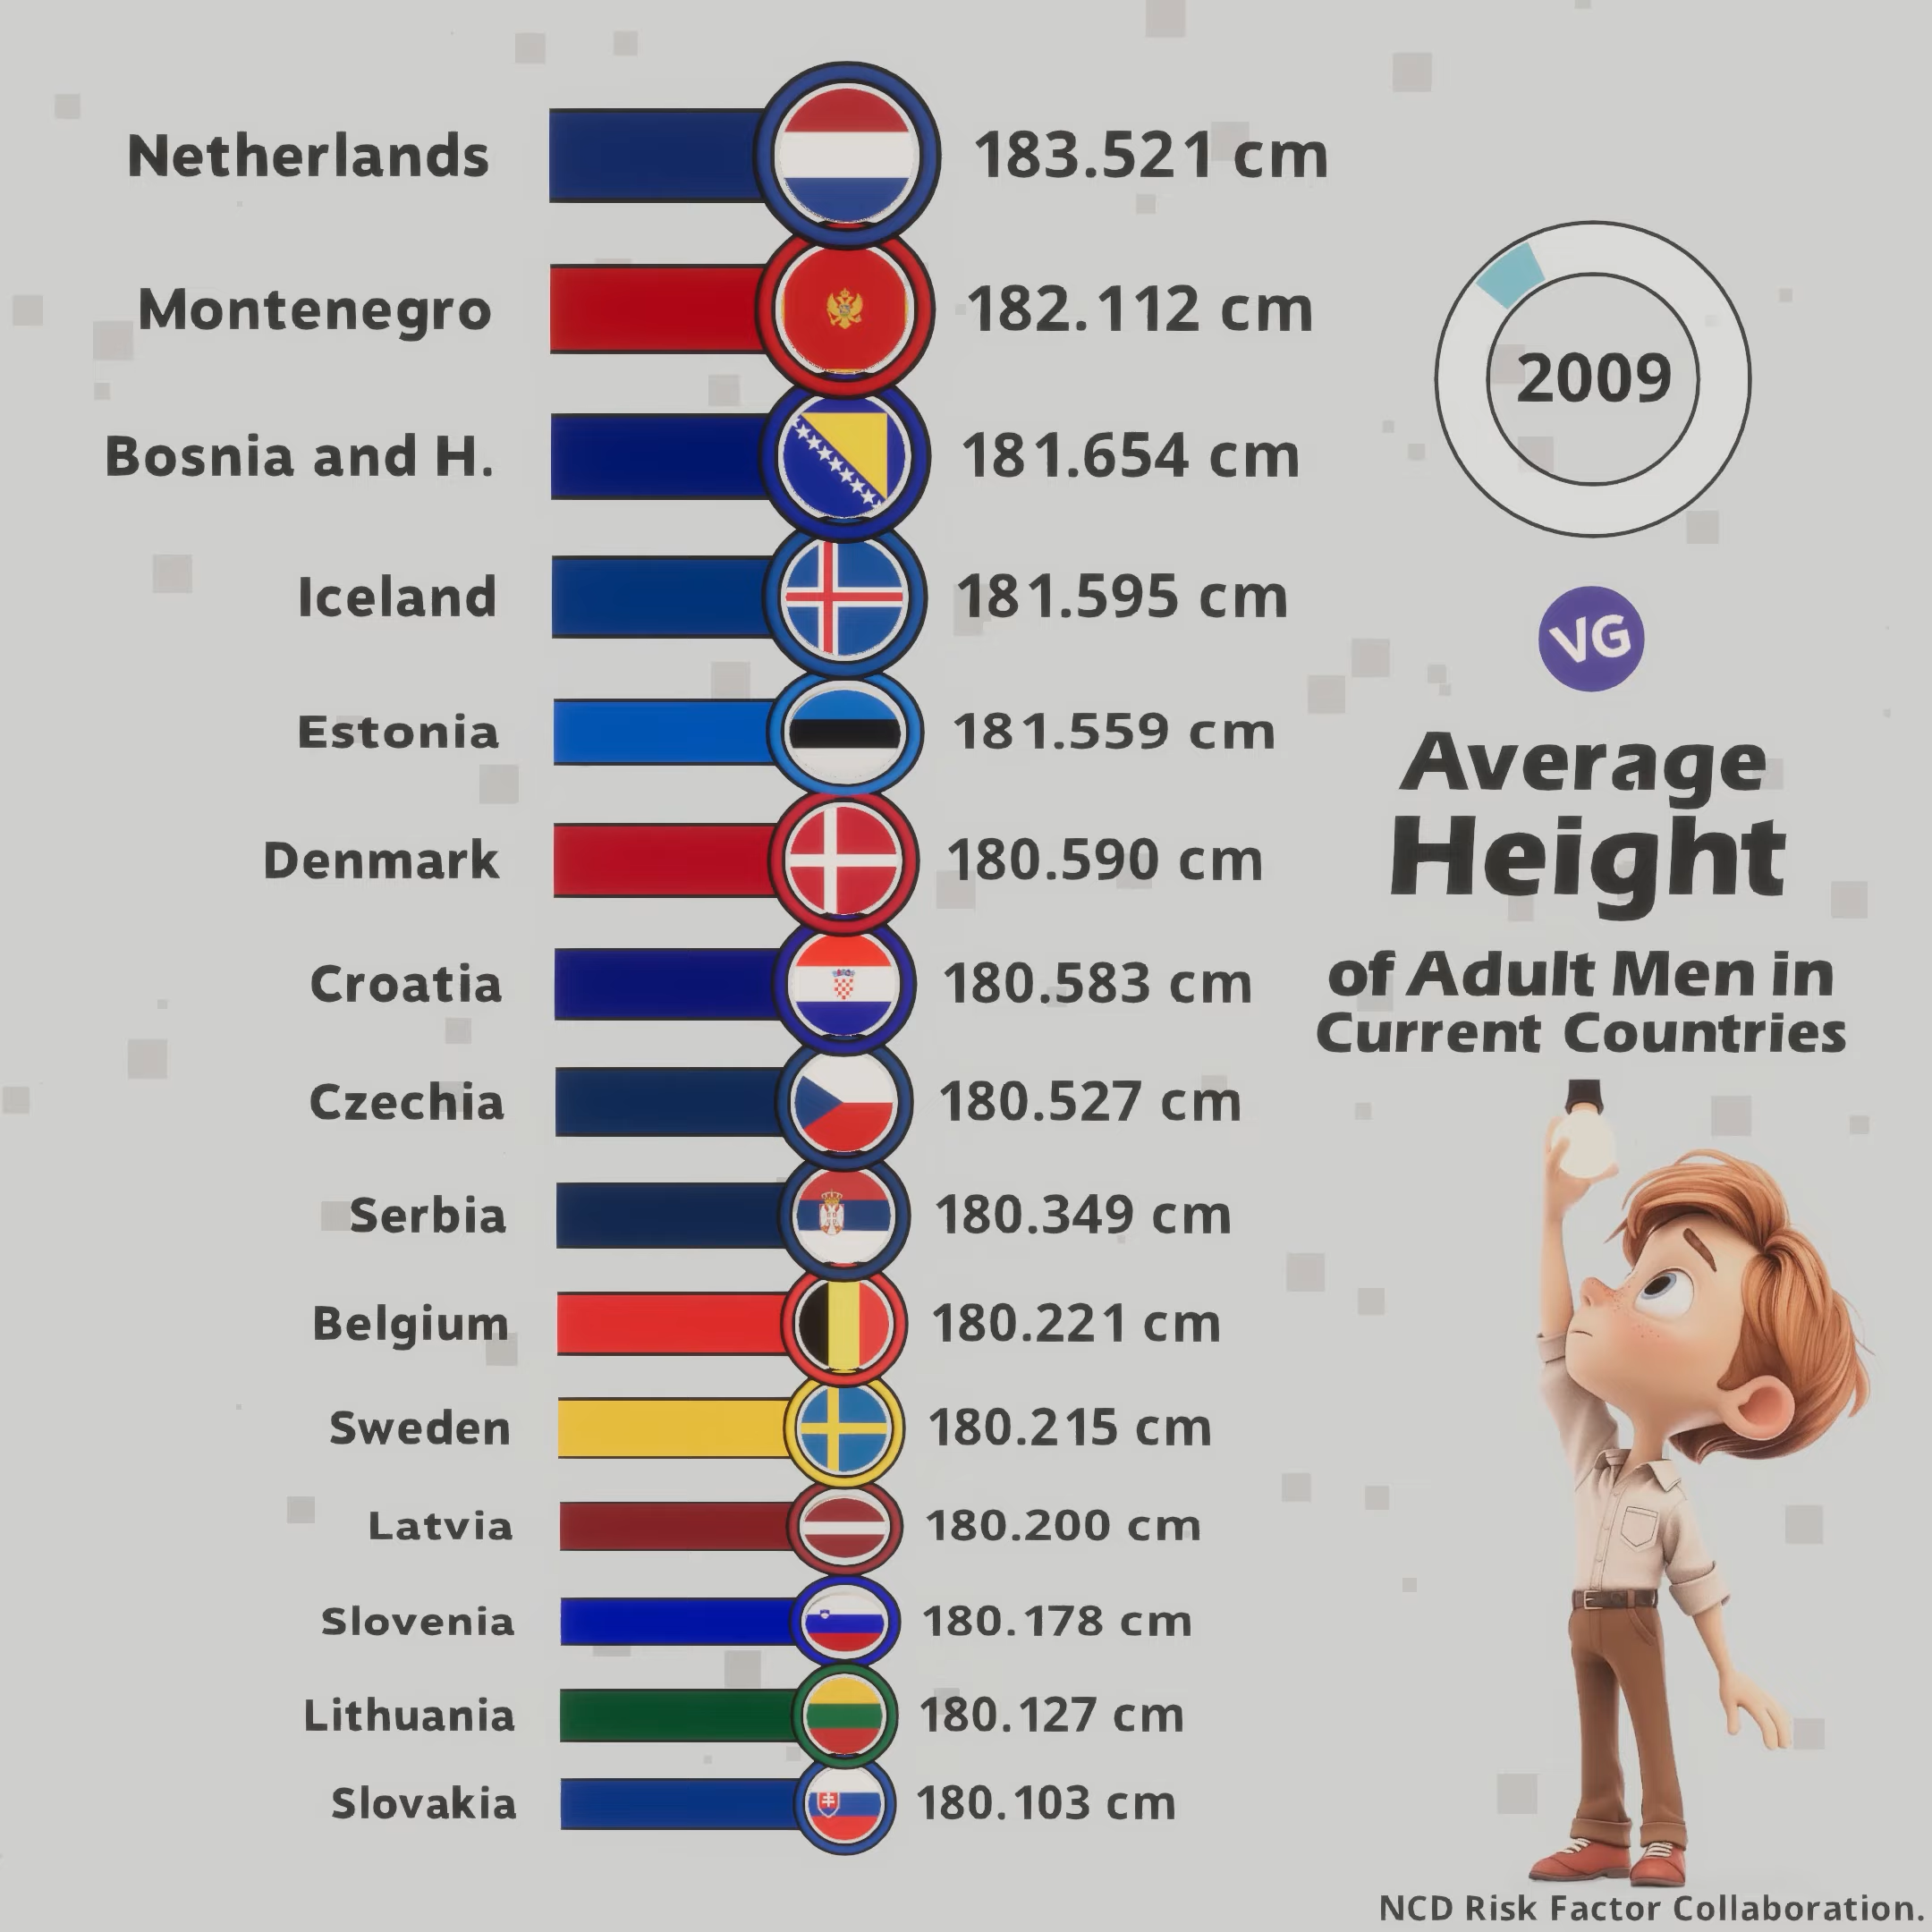 Netherlands 183.521 cm
Montenegro 182.112 cm
Bosnia and H. 181.654 cm
Iceland 181.595 cm
Estonia 181.559 cm
Denmark 180.590 cm
Croatia 180.583 cm
Czechia 180.527 cm
Serbia 180.349 cm
Belgium 180.221 cm
Sweden 180.215 cm
Latvia 180.200 cm
Slovenia 180.178 cm
Lithuania 180.127 cm
Slovakia 180.103 cm
2009
VG
Average
Height
of Adult Men in
Current Countries
NCD Risk Factor Collaboration.